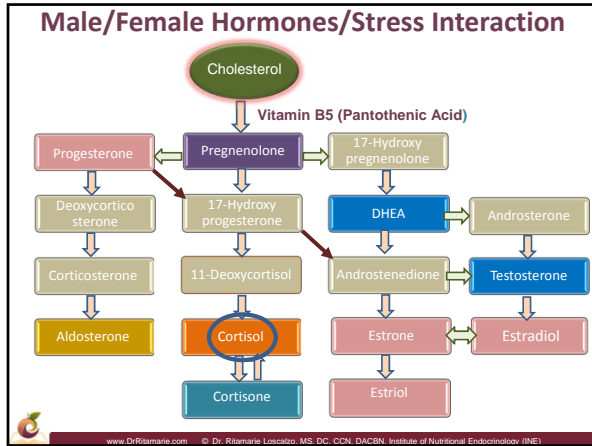 Male/Female Hormones/Stress Interaction
Cholesterol
Vitamin B5 (Pantothenic Acid)
Progesterone
Pregnenolone
17-Hydroxy
pregnenolone
Deoxycortico
sterone
17-Hydroxy
progesterone
DHEA
Androsterone
Corticosterone
11-Deoxycortisol
Androstenedione
Testosterone
Aldosterone
Cortisol
Estrone
Estradiol
Cortisone
Estriol
www.DrRitamarie.com © Dr. Ritamarie Loscalzo, MS, DC, CCN, DACBN, Institute of Nutritional Endocrinology (INE)